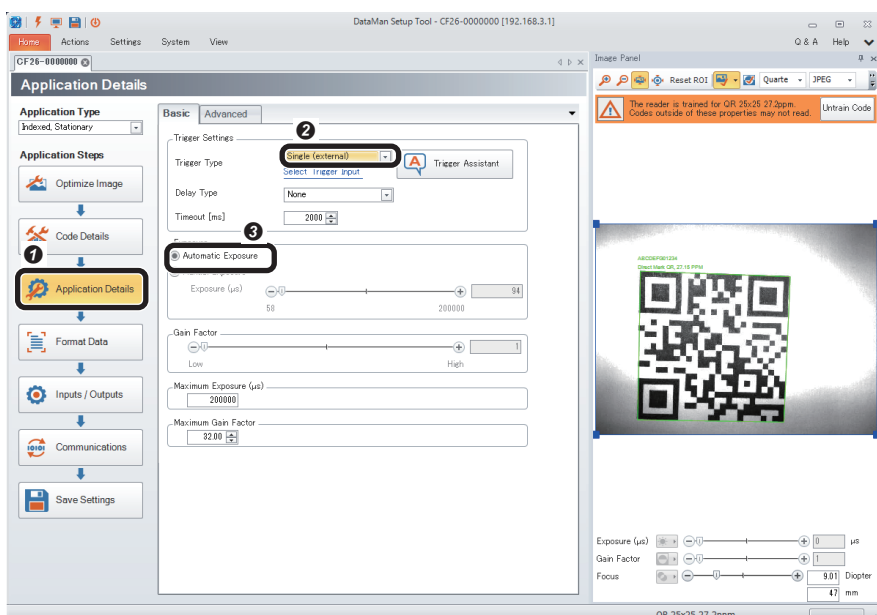 DataMan Setup Tool - CF26-0000000 [192.168.3.1]
Home Actions Settings System View Q & A Help
CF26-0000000
Application Details
Application Type
Indexed, Stationary
Application Steps
Optimize Image
Code Details
1
Application Details
Format Data
Inputs / Outputs
Communications
Save Settings
Basic Advanced
Trigger Settings
2
Trigger Type Single (external) Trigger Assistant
Select Trigger Input
Delay Type None
Timeout [ms] 2000
3
Automatic Exposure
Exposure (μs) 94
58 200000
Gain Factor
1
Low High
Maximum Exposure (μs)
200000
Maximum Gain Factor
32.00
Image Panel
Reset ROI Quarte JPEG
The reader is trained for QR 25x25 27.2ppm.
Codes outside of these properties may not read.
Untrain Code
ABCDEF001234
Direct Mark QR, 27.15 PPM
Exposure (μs) 0 μs
Gain Factor 1
Focus 9.01 Diopter
47 mm
QR 25x25 27.2ppm